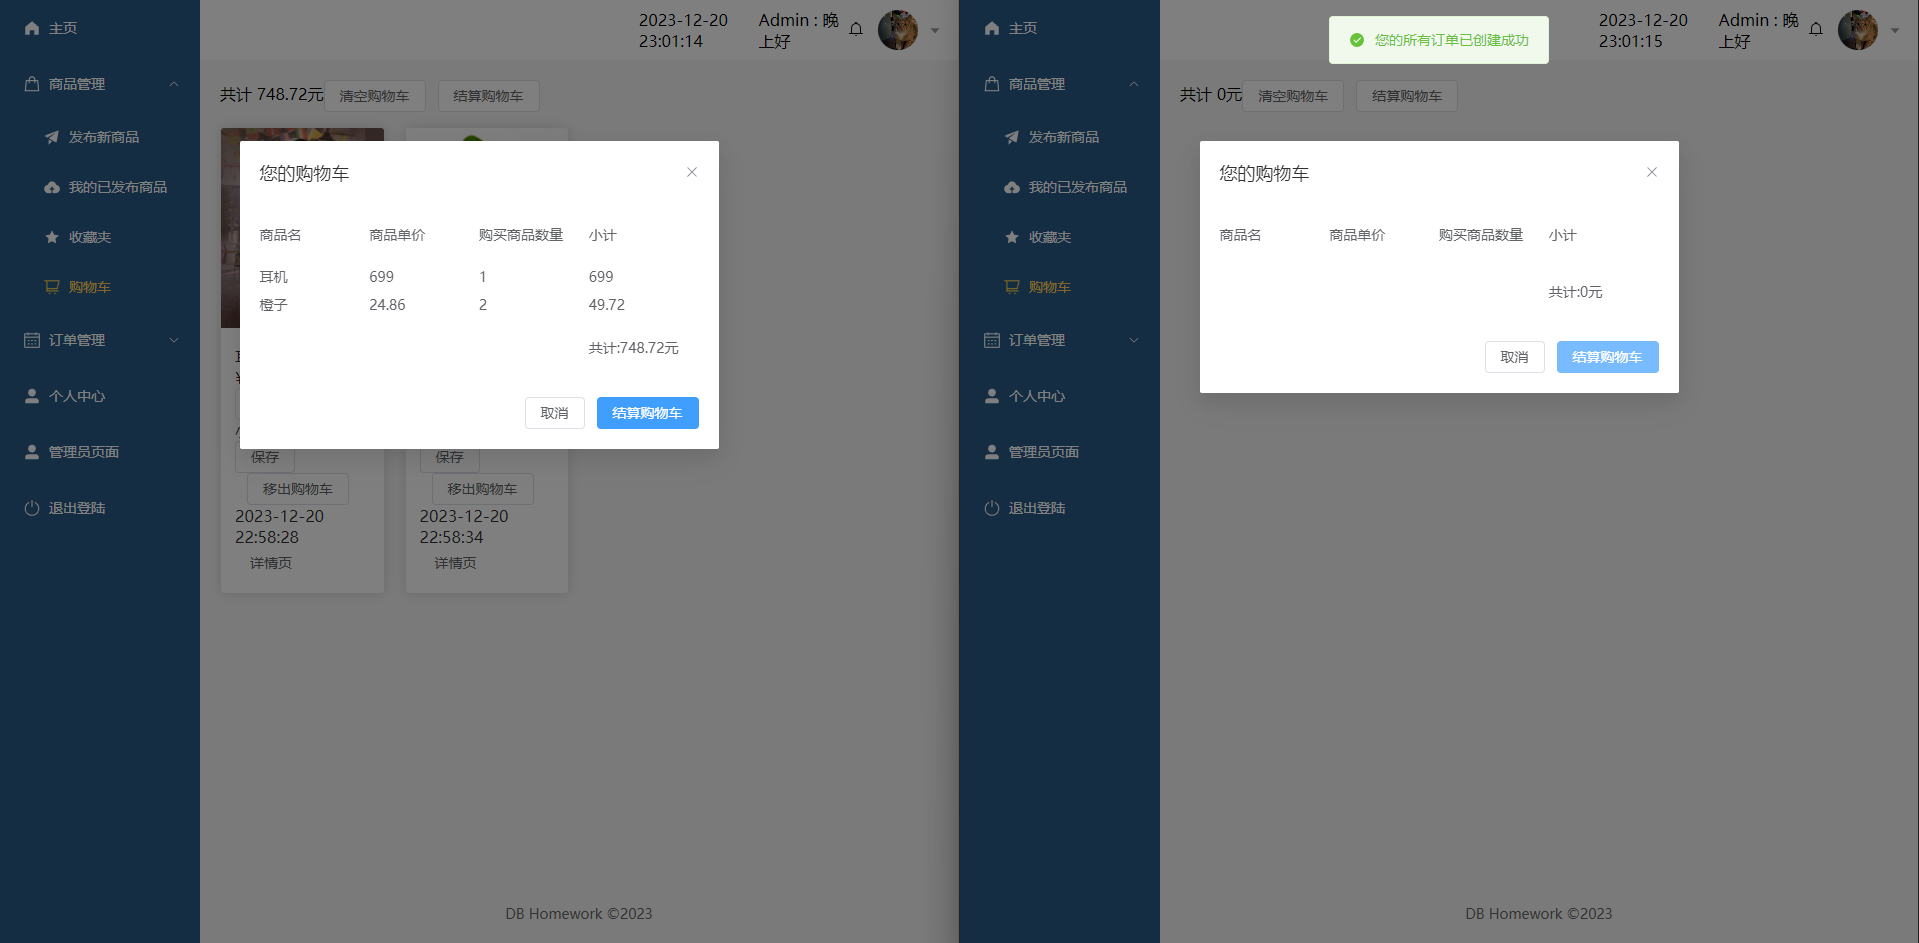 主页
商品管理
发布新商品
我的已发布商品
收藏夹
购物车
订单管理
个人中心
管理员页面
退出登陆
2023-12-20
23:01:14
Admin : 晚
上好
共计 748.72元
清空购物车
结算购物车
您的购物车
商品名 商品单价 购买商品数量 小计
耳机 699 1 699
橙子 24.86 2 49.72
共计:748.72元
取消
结算购物车
保存
移出购物车
2023-12-20
22:58:28
详情页
保存
移出购物车
2023-12-20
22:58:34
详情页
DB Homework ©2023
主页
商品管理
发布新商品
我的已发布商品
收藏夹
购物车
订单管理
个人中心
管理员页面
退出登陆
您的所有订单已创建成功
2023-12-20
23:01:15
Admin : 晚
上好
共计 0元
清空购物车
结算购物车
您的购物车
商品名 商品单价 购买商品数量 小计
共计:0元
取消
结算购物车
DB Homework ©2023